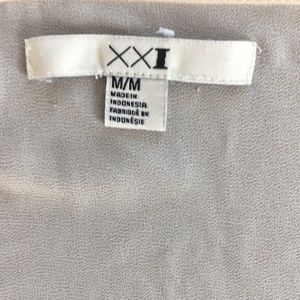 XXI
M/M
MADE IN
INDONESIA
FABRIQUÉ EN
INDONÉSIE